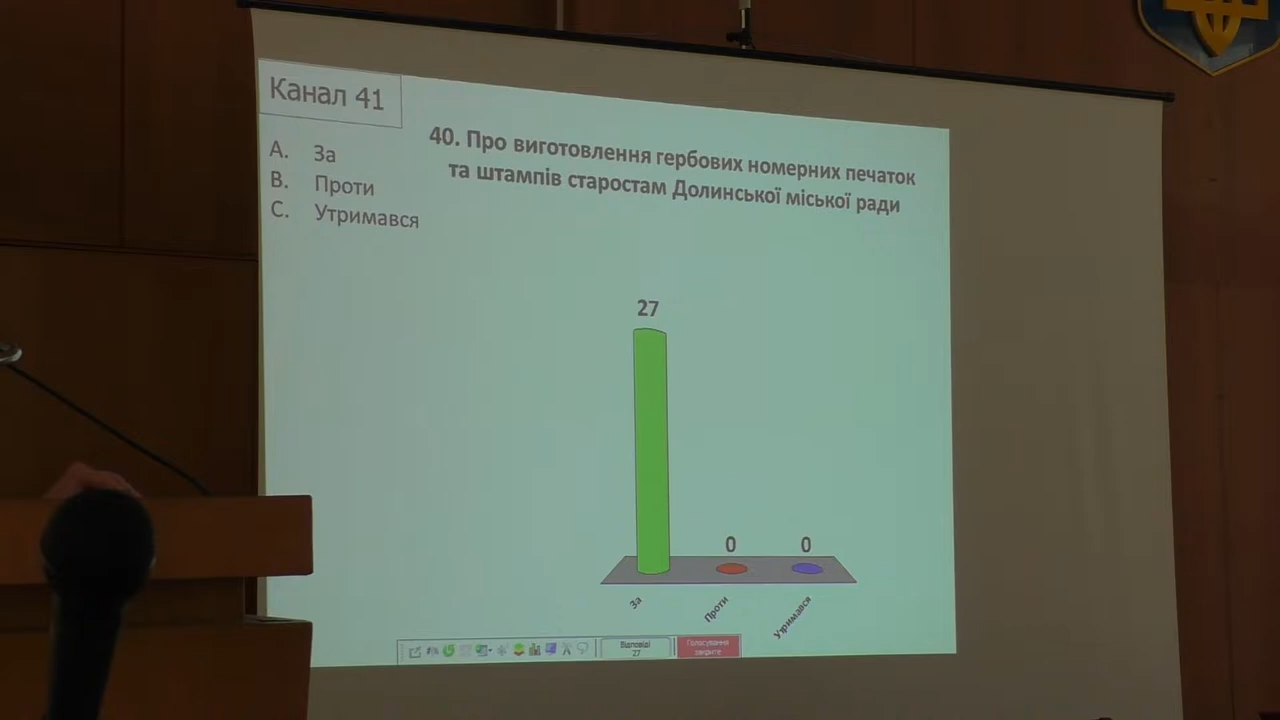 Канал 41
40. Про виготовлення гербових номерних печаток
та штампів старостам Долинської міської ради
A. За
B. Проти
C. Утримався
27
0
0
За
Проти
Утримався
Відповіді
27
Голосування
закрите